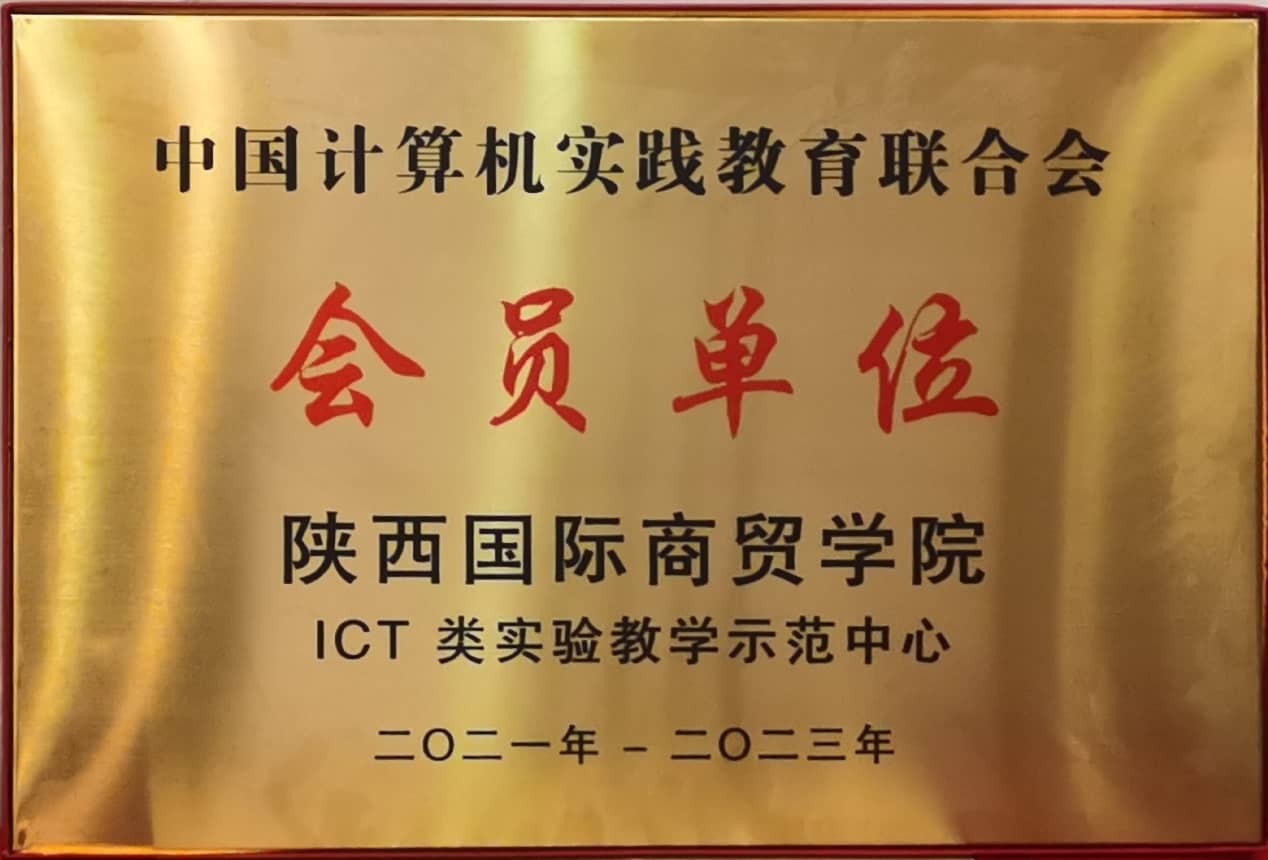 中国计算机实践教育联合会
会员单位
陕西国际商贸学院
ICT 类实验教学示范中心
二〇二一年 – 二〇二三年